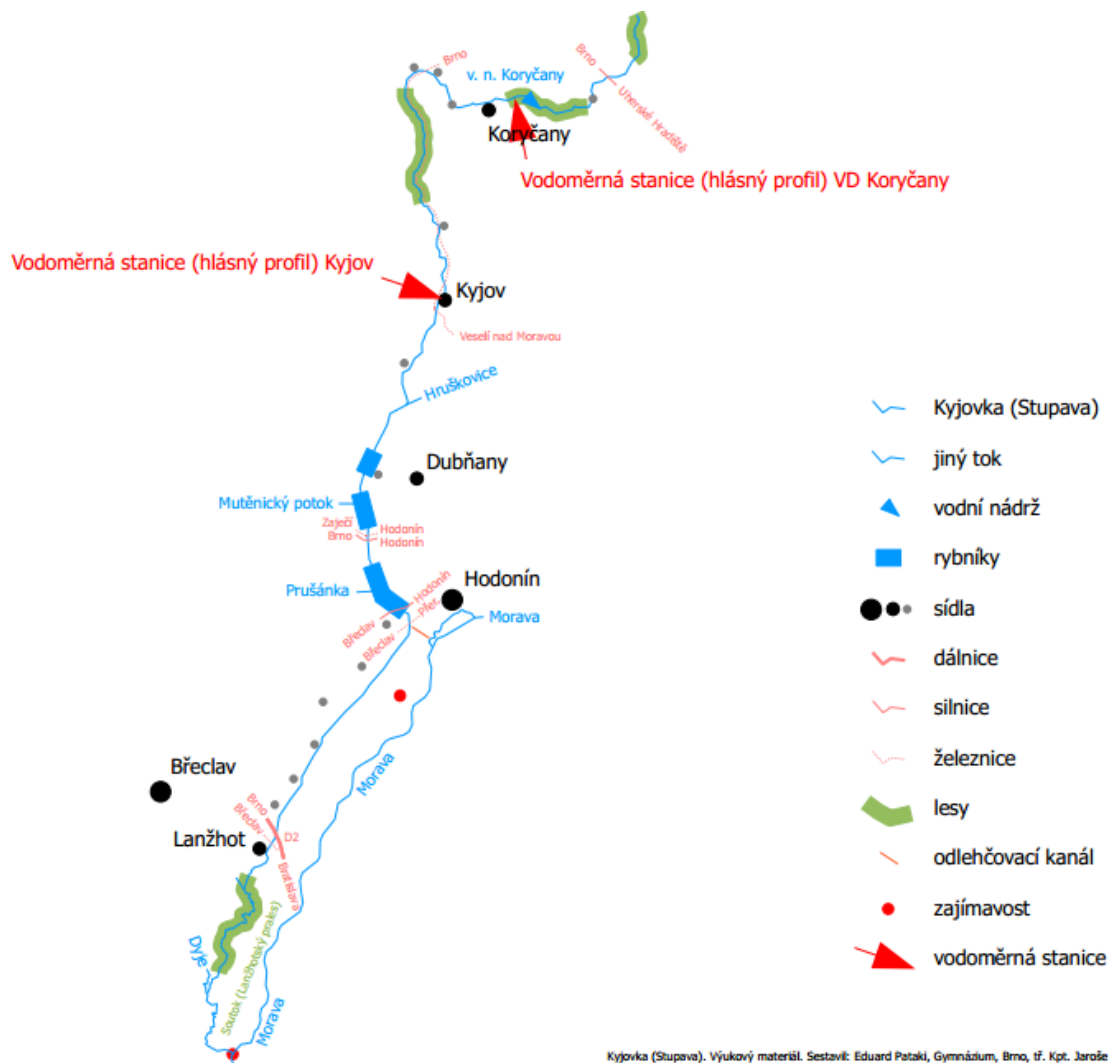 Brno
v. n. Koryčany
Brno
Uherské Hradiště
Koryčany
Vodoměrná stanice (hlásný profil) VD Koryčany
Vodoměrná stanice (hlásný profil) Kyjov
Kyjov
Veselí nad Moravou
Hruškovice
Dubňany
Mutěnický potok
Zaječí
Hodonín
Brno
Hodonín
Prušánka
Hodonín
Hodonín
Přer.
Břeclav
Břeclav
Morava
Morava
Břeclav
Brno
Břeclav
D2
Lanžhot
Bratislava
Soutok (Lanžhotský prales)
Dyje
Morava
Kyjovka (Stupava)
jiný tok
vodní nádrž
rybníky
sídla
dálnice
silnice
železnice
lesy
odlehčovací kanál
zajímavost
vodoměrná stanice
Kyjovka (Stupava). Výukový materiál. Sestavil: Eduard Pataki, Gymnázium, Brno, tř. Kpt. Jaroše